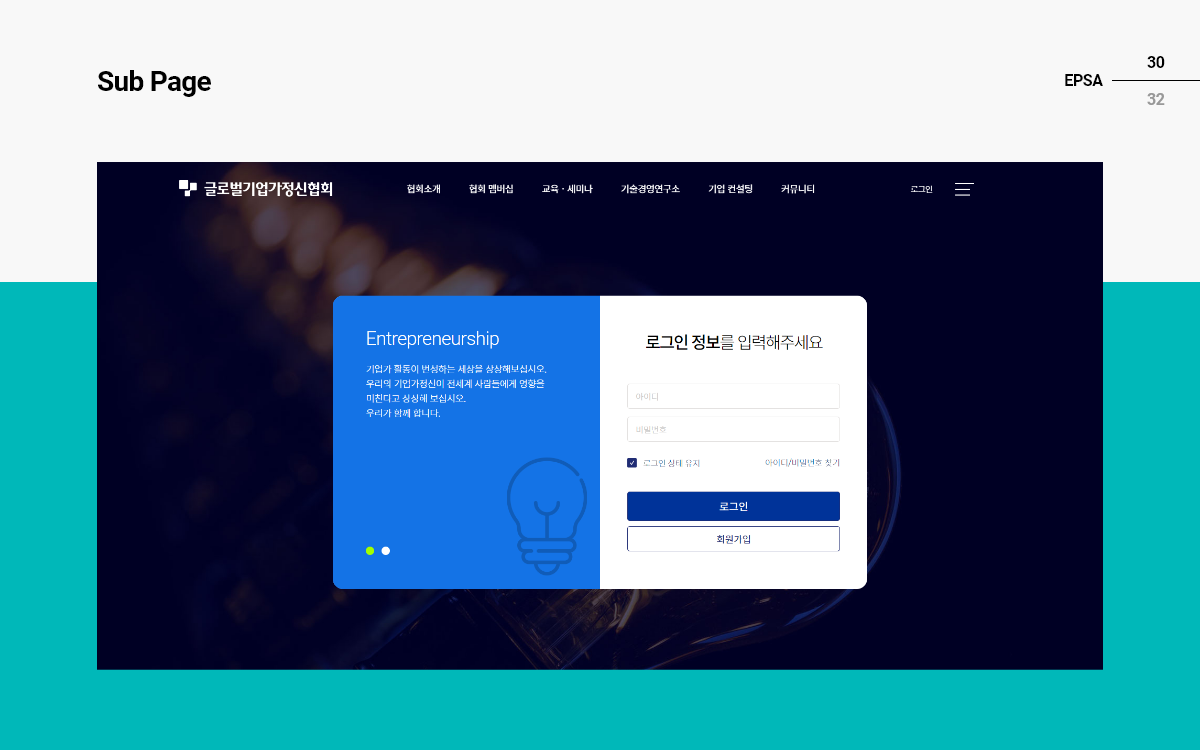 Sub Page
EPSA
30
32
글로벌기업가정신협회
협회소개 협회 멤버십 교육 · 세미나 기술경영연구소 기업 컨설팅 커뮤니티
로그인
Entrepreneurship
기업가 활동이 번성하는 세상을 상상해보십시오.
우리의 기업가정신이 전세계 사람들에게 영향을
미친다고 상상해 보십시오.
우리가 함께 합니다.
로그인 정보를 입력해주세요
아이디
비밀번호
로그인 상태 유지 아이디/비밀번호 찾기
로그인
회원가입